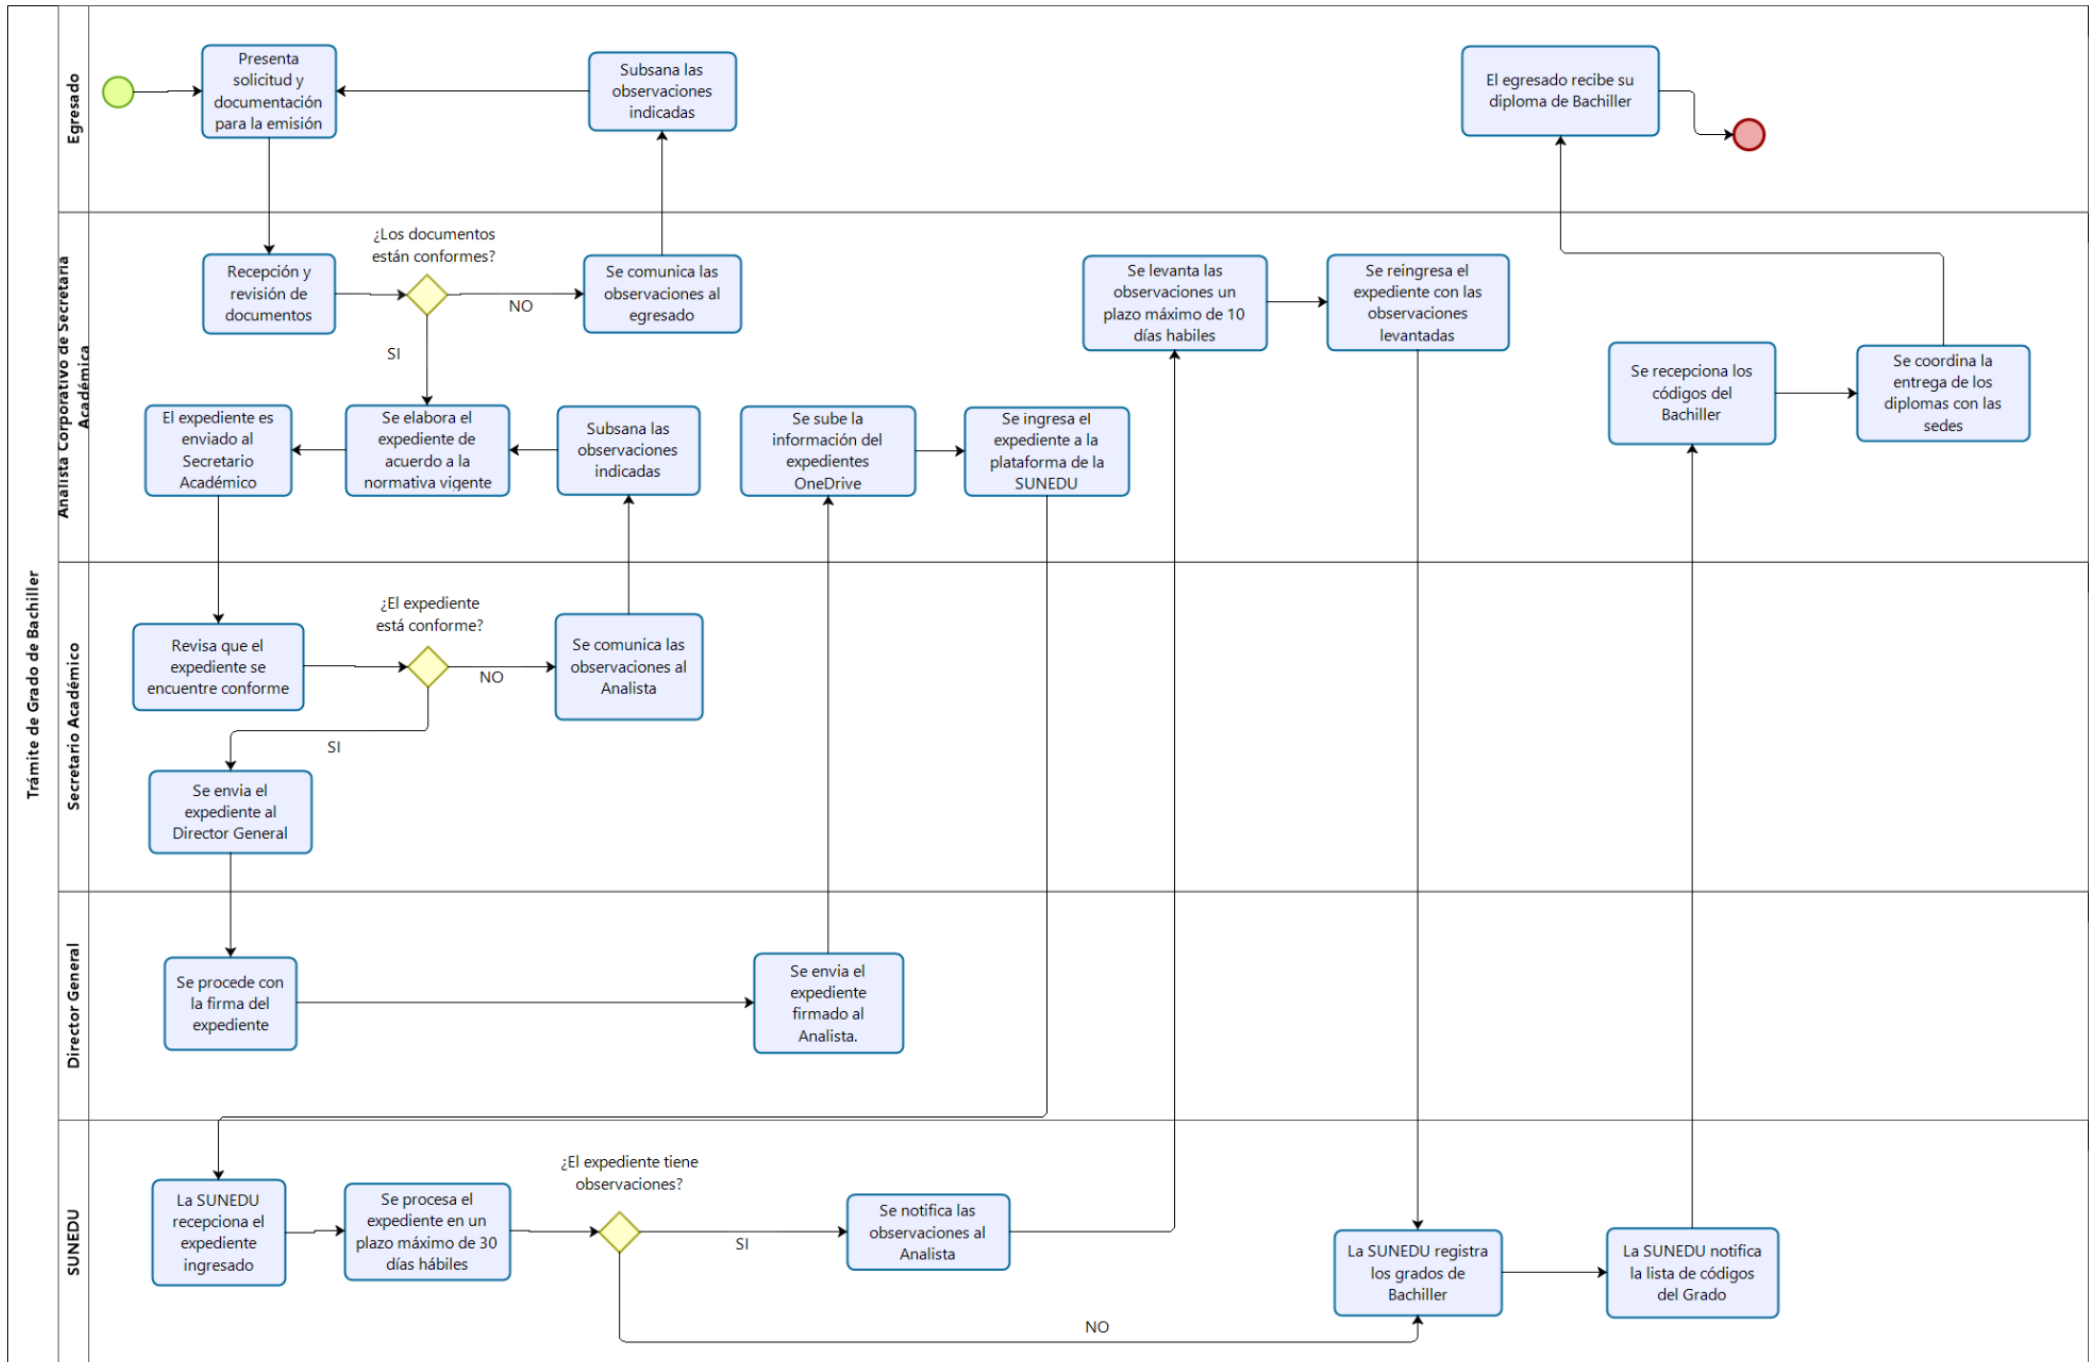 Trámite de Grado de Bachiller
Egresado
Presenta
solicitud y
documentación
para la emisión
Subsana las
observaciones
indicadas
El egresado recibe su
diploma de Bachiller
Analista Corporativo de Secretaria
Académica
Recepción y
revisión de
documentos
¿Los documentos
están conformes?
NO
SI
Se comunica las
observaciones al
egresado
Se levanta las
observaciones un
plazo máximo de 10
días habiles
Se reingresa el
expediente con las
observaciones
levantadas
Se recepciona los
códigos del
Bachiller
Se coordina la
entrega de los
diplomas con las
sedes
El expediente es
enviado al
Secretario
Académico
Se elabora el
expediente de
acuerdo a la
normativa vigente
Subsana las
observaciones
indicadas
Se sube la
información del
expedientes
OneDrive
Se ingresa el
expediente a la
plataforma de la
SUNEDU
Secretario Académico
Revisa que el
expediente se
encuentre conforme
¿El expediente
está conforme?
NO
SI
Se comunica las
observaciones al
Analista
Se envia el
expediente al
Director General
Director General
Se procede con
la firma del
expediente
Se envia el
expediente
firmado al
Analista.
SUNEDU
La SUNEDU
recepciona el
expediente
ingresado
Se procesa el
expediente en un
plazo máximo de 30
días hábiles
¿El expediente tiene
observaciones?
SI
NO
Se notifica las
observaciones al
Analista
La SUNEDU registra
los grados de
Bachiller
La SUNEDU notifica
la lista de códigos
del Grado